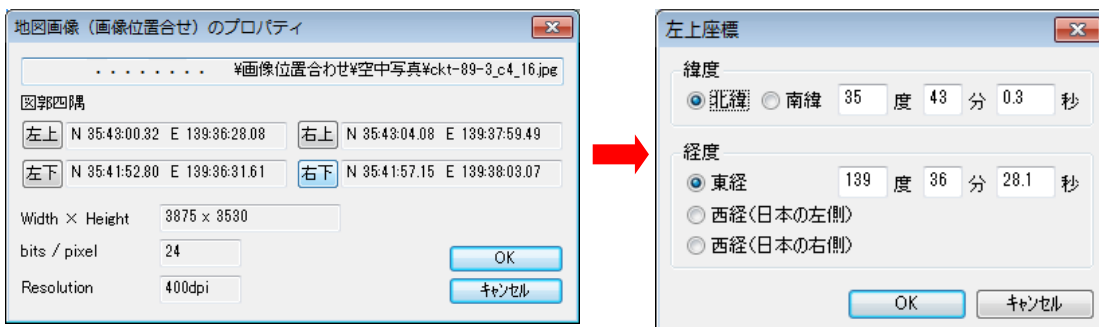 地図画像（画像位置合せ）のプロパティ
........ ¥画像位置合わせ¥空中写真¥ckt-89-3_c4_16.jpg
図郭四隅
左上 N 35:43:00.32 E 139:36:28.08 右上 N 35:43:04.08 E 139:37:59.49
左下 N 35:41:52.80 E 139:36:31.61 右下 N 35:41:57.15 E 139:38:03.07
Width × Height 3875 x 3530
bits / pixel 24
Resolution 400dpi
OK
ｷｬﾝｾﾙ
左上座標
緯度
北緯 南緯 35 度 43 分 0.3 秒
経度
東経 139 度 36 分 28.1 秒
西経(日本の左側)
西経(日本の右側)
OK ｷｬﾝｾﾙ